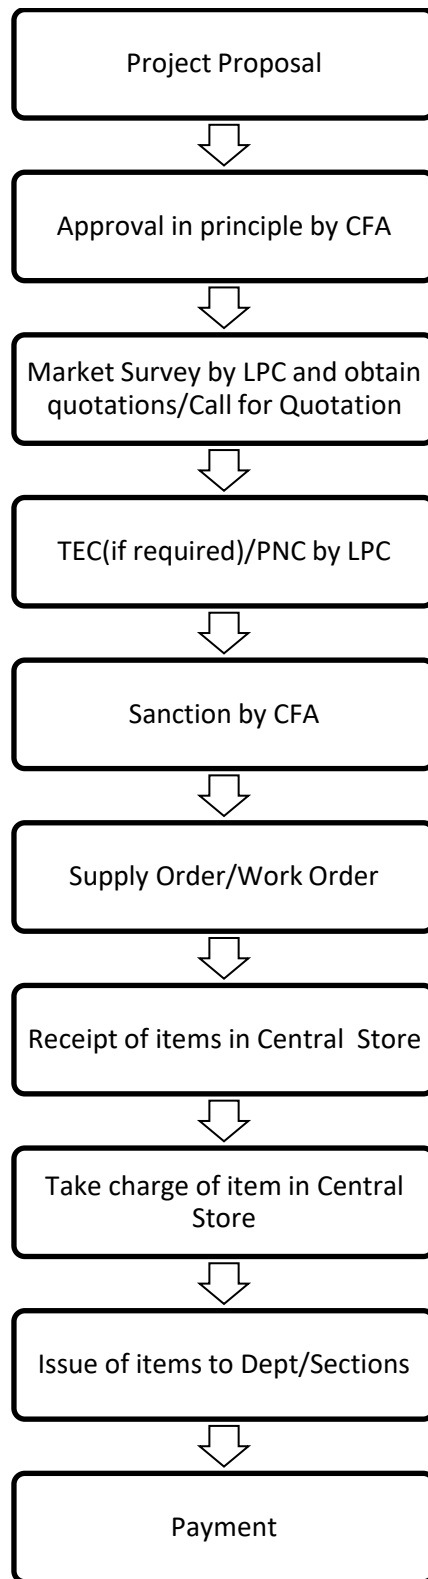 Project Proposal
Approval in principle by CFA
Market Survey by LPC and obtain
quotations/Call for Quotation
TEC(if required)/PNC by LPC
Sanction by CFA
Supply Order/Work Order
Receipt of items in Central  Store
Take charge of item in Central
Store
Issue of items to Dept/Sections
Payment